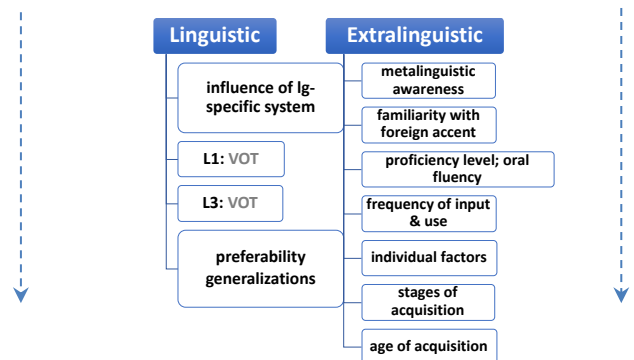 Linguistic
influence of lg-
specific system
L1: VOT
L3: VOT
preferability
generalizations
Extralinguistic
metalinguistic
awareness
familiarity with
foreign accent
proficiency level; oral
fluency
frequency of input
& use
individual factors
stages of
acquisition
age of acquisition